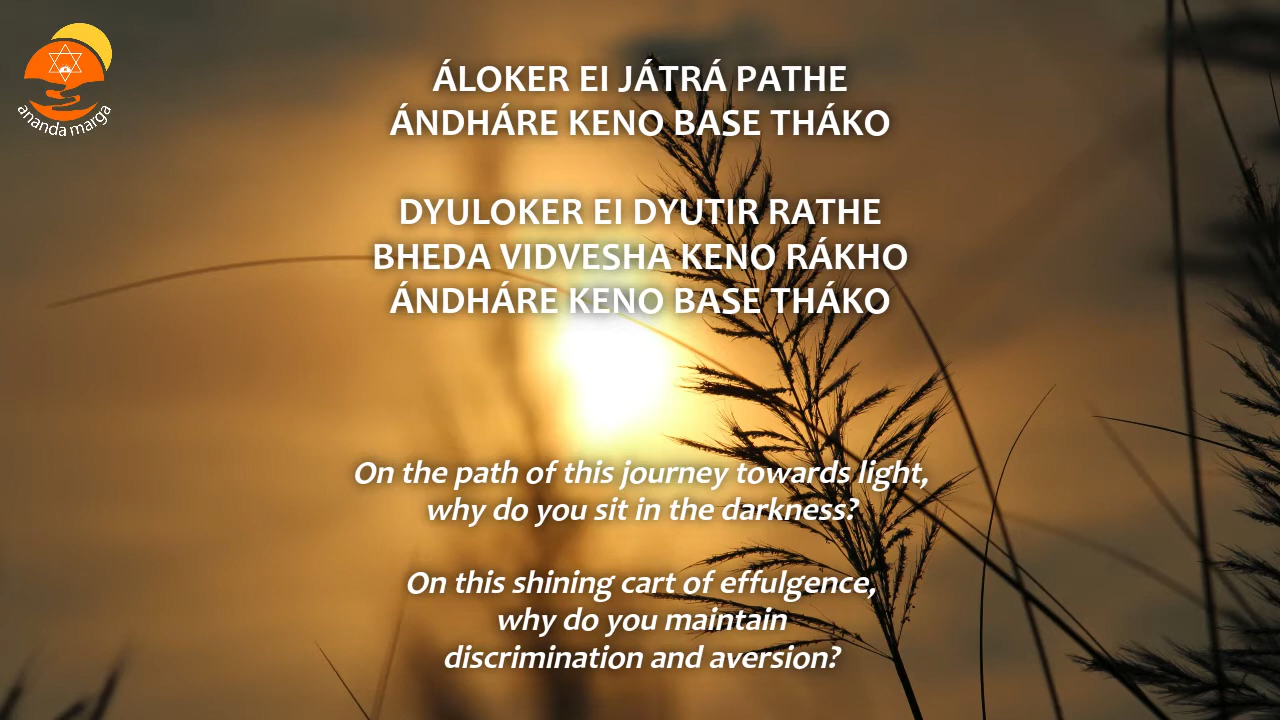 ananda marga
ÁLOKER EI JÁTRÁ PATHE
ÁNDHÁRE KENO BASE THÁKO
DYULOKER EI DYUTIR RATHE
BHEDA VIDVESHA KENO RÁKHO
ÁNDHÁRE KENO BASE THÁKO
On the path of this journey towards light,
why do you sit in the darkness?
On this shining cart of effulgence,
why do you maintain
discrimination and aversion?